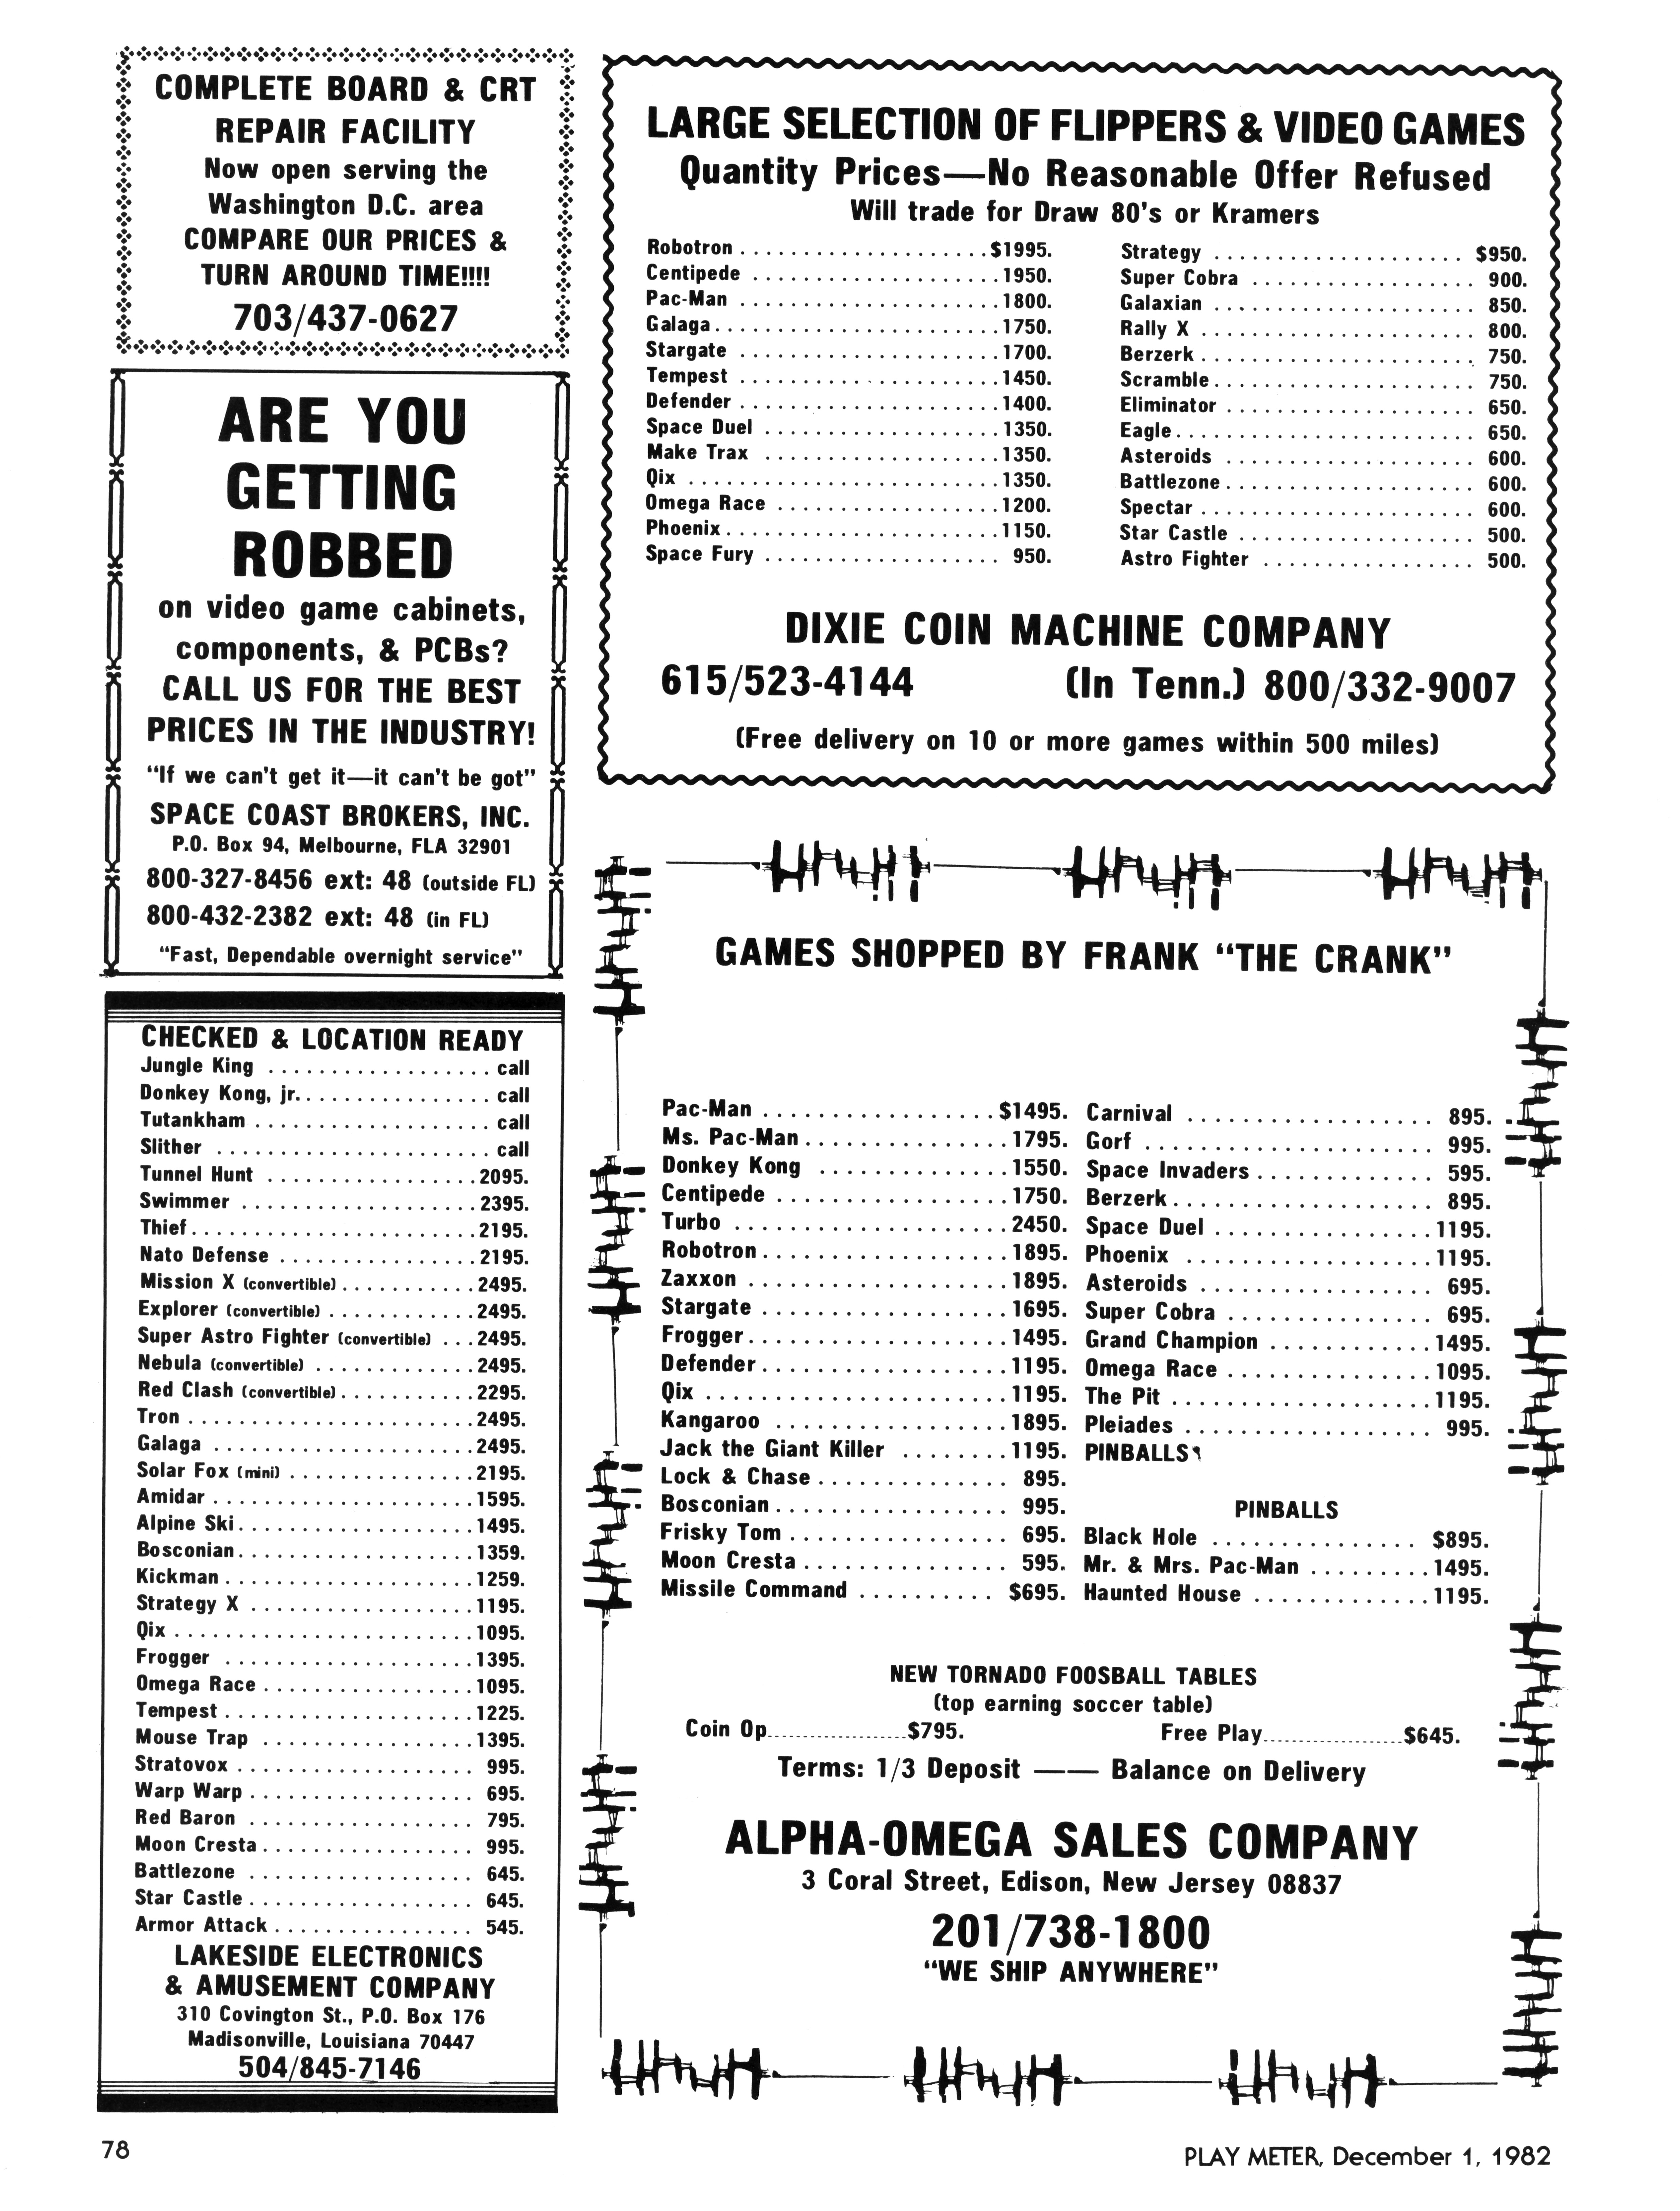 COMPLETE BOARD & CRT
REPAIR FACILITY
Now open serving the
Washington D.C. area
COMPARE OUR PRICES &
TURN AROUND TIME!!!!
703/437-0627
ARE YOU
GETTING
ROBBED
on video game cabinets,
components, & PCBs?
CALL US FOR THE BEST
PRICES IN THE INDUSTRY!
"If we can't get it—it can't be got"
SPACE COAST BROKERS, INC.
P.O. Box 94, Melbourne, FLA 32901
800-327-8456 ext: 48 (outside FL)
800-432-2382 ext: 48 (in FL)
"Fast, Dependable overnight service"
CHECKED & LOCATION READY
Jungle King . . . . . . . . . . . . . . . . . . . call
Donkey Kong, jr. . . . . . . . . . . . . . . . . call
Tutankham . . . . . . . . . . . . . . . . . . . . call
Slither . . . . . . . . . . . . . . . . . . . . . . . call
Tunnel Hunt . . . . . . . . . . . . . . . . . 2095.
Swimmer . . . . . . . . . . . . . . . . . . . 2395.
Thief . . . . . . . . . . . . . . . . . . . . . . . 2195.
Nato Defense . . . . . . . . . . . . . . . . 2195.
Mission X (convertible) . . . . . . . . . . . 2495.
Explorer (convertible) . . . . . . . . . . . . 2495.
Super Astro Fighter (convertible) . . . 2495.
Nebula (convertible) . . . . . . . . . . . . . 2495.
Red Clash (convertible) . . . . . . . . . . . 2295.
Tron . . . . . . . . . . . . . . . . . . . . . . . 2495.
Galaga . . . . . . . . . . . . . . . . . . . . . 2495.
Solar Fox (mini) . . . . . . . . . . . . . . . 2195.
Amidar . . . . . . . . . . . . . . . . . . . . . 1595.
Alpine Ski . . . . . . . . . . . . . . . . . . . 1495.
Bosconian . . . . . . . . . . . . . . . . . . . 1359.
Kickman . . . . . . . . . . . . . . . . . . . . 1259.
Strategy X . . . . . . . . . . . . . . . . . . 1195.
Qix . . . . . . . . . . . . . . . . . . . . . . . . 1095.
Frogger . . . . . . . . . . . . . . . . . . . . 1395.
Omega Race . . . . . . . . . . . . . . . . . 1095.
Tempest . . . . . . . . . . . . . . . . . . . . 1225.
Mouse Trap . . . . . . . . . . . . . . . . . . 1395.
Stratovox . . . . . . . . . . . . . . . . . . . 995.
Warp Warp . . . . . . . . . . . . . . . . . . 695.
Red Baron . . . . . . . . . . . . . . . . . . 795.
Moon Cresta . . . . . . . . . . . . . . . . . 995.
Battlezone . . . . . . . . . . . . . . . . . . 645.
Star Castle . . . . . . . . . . . . . . . . . . 645.
Armor Attack . . . . . . . . . . . . . . . . 545.
LAKESIDE ELECTRONICS
& AMUSEMENT COMPANY
310 Covington St., P.O. Box 176
Madisonville, Louisiana 70447
504/845-7146
LARGE SELECTION OF FLIPPERS & VIDEO GAMES
Quantity Prices—No Reasonable Offer Refused
Will trade for Draw 80's or Kramers
Robotron . . . . . . . . . . . . . . . . . . . . $1995.
Centipede . . . . . . . . . . . . . . . . . . . . 1950.
Pac-Man . . . . . . . . . . . . . . . . . . . . . 1800.
Galaga . . . . . . . . . . . . . . . . . . . . . . 1750.
Stargate . . . . . . . . . . . . . . . . . . . . . 1700.
Tempest . . . . . . . . . . . . . . . . . . . . . 1450.
Defender . . . . . . . . . . . . . . . . . . . . . 1400.
Space Duel . . . . . . . . . . . . . . . . . . . 1350.
Make Trax . . . . . . . . . . . . . . . . . . . 1350.
Qix . . . . . . . . . . . . . . . . . . . . . . . . . 1350.
Omega Race . . . . . . . . . . . . . . . . . . 1200.
Phoenix . . . . . . . . . . . . . . . . . . . . . . 1150.
Space Fury . . . . . . . . . . . . . . . . . . . 950.
Strategy . . . . . . . . . . . . . . . . . . . . $950.
Super Cobra . . . . . . . . . . . . . . . . . . 900.
Galaxian . . . . . . . . . . . . . . . . . . . . . 850.
Rally X . . . . . . . . . . . . . . . . . . . . . . 800.
Berzerk . . . . . . . . . . . . . . . . . . . . . . 750.
Scramble . . . . . . . . . . . . . . . . . . . . . 750.
Eliminator . . . . . . . . . . . . . . . . . . . . 650.
Eagle . . . . . . . . . . . . . . . . . . . . . . . . 650.
Asteroids . . . . . . . . . . . . . . . . . . . . 600.
Battlezone . . . . . . . . . . . . . . . . . . . . 600.
Spectar . . . . . . . . . . . . . . . . . . . . . . 600.
Star Castle . . . . . . . . . . . . . . . . . . . 500.
Astro Fighter . . . . . . . . . . . . . . . . . 500.
DIXIE COIN MACHINE COMPANY
615/523-4144 (In Tenn.) 800/332-9007
(Free delivery on 10 or more games within 500 miles)
GAMES SHOPPED BY FRANK "THE CRANK"
Pac-Man . . . . . . . . . . . . . . . . . . . $1495.
Ms. Pac-Man . . . . . . . . . . . . . . . . . 1795.
Donkey Kong . . . . . . . . . . . . . . . . 1550.
Centipede . . . . . . . . . . . . . . . . . . . 1750.
Turbo . . . . . . . . . . . . . . . . . . . . . . . 2450.
Robotron . . . . . . . . . . . . . . . . . . . . . 1895.
Zaxxon . . . . . . . . . . . . . . . . . . . . . . 1895.
Stargate . . . . . . . . . . . . . . . . . . . . . 1695.
Frogger . . . . . . . . . . . . . . . . . . . . . . 1495.
Defender . . . . . . . . . . . . . . . . . . . . . 1195.
Qix . . . . . . . . . . . . . . . . . . . . . . . . . 1195.
Kangaroo . . . . . . . . . . . . . . . . . . . . 1895.
Jack the Giant Killer . . . . . . . . . 1195.
Lock & Chase . . . . . . . . . . . . . . . . 895.
Bosconian . . . . . . . . . . . . . . . . . . . . 995.
Frisky Tom . . . . . . . . . . . . . . . . . . . 695.
Moon Cresta . . . . . . . . . . . . . . . . . . 595.
Missile Command . . . . . . . . . . $695.
Carnival . . . . . . . . . . . . . . . . . . . . . 895.
Gorf . . . . . . . . . . . . . . . . . . . . . . . . 995.
Space Invaders . . . . . . . . . . . . . . . 595.
Berzerk . . . . . . . . . . . . . . . . . . . . . . 895.
Space Duel . . . . . . . . . . . . . . . . . . . 1195.
Phoenix . . . . . . . . . . . . . . . . . . . . . 1195.
Asteroids . . . . . . . . . . . . . . . . . . . . 695.
Super Cobra . . . . . . . . . . . . . . . . . . 695.
Grand Champion . . . . . . . . . . . . . . 1495.
Omega Race . . . . . . . . . . . . . . . . . . 1095.
The Pit . . . . . . . . . . . . . . . . . . . . . . 1195.
Pleiades . . . . . . . . . . . . . . . . . . . . . 995.
PINBALLS
PINBALLS
Black Hole . . . . . . . . . . . . . . . . . $895.
Mr. & Mrs. Pac-Man . . . . . . . . . . 1495.
Haunted House . . . . . . . . . . . . . . . 1195.
NEW TORNADO FOOSBALL TABLES
(top earning soccer table)
Coin Op....................$795. Free Play....................$645.
Terms: 1/3 Deposit —— Balance on Delivery
ALPHA-OMEGA SALES COMPANY
3 Coral Street, Edison, New Jersey 08837
201/738-1800
"WE SHIP ANYWHERE"
78
PLAY METER, December 1, 1982